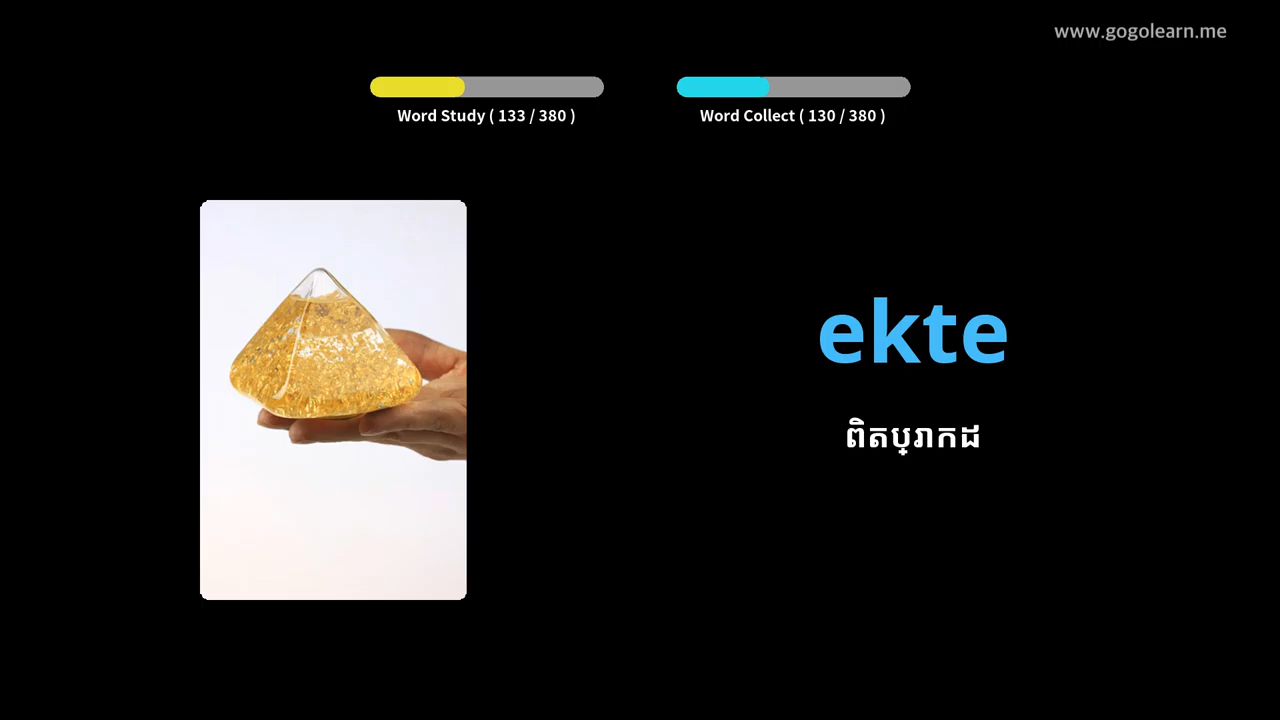 www.gogolearn.me
Word Study ( 133 / 380 )
Word Collect ( 130 / 380 )
ekte
ពិតប្រាកដ